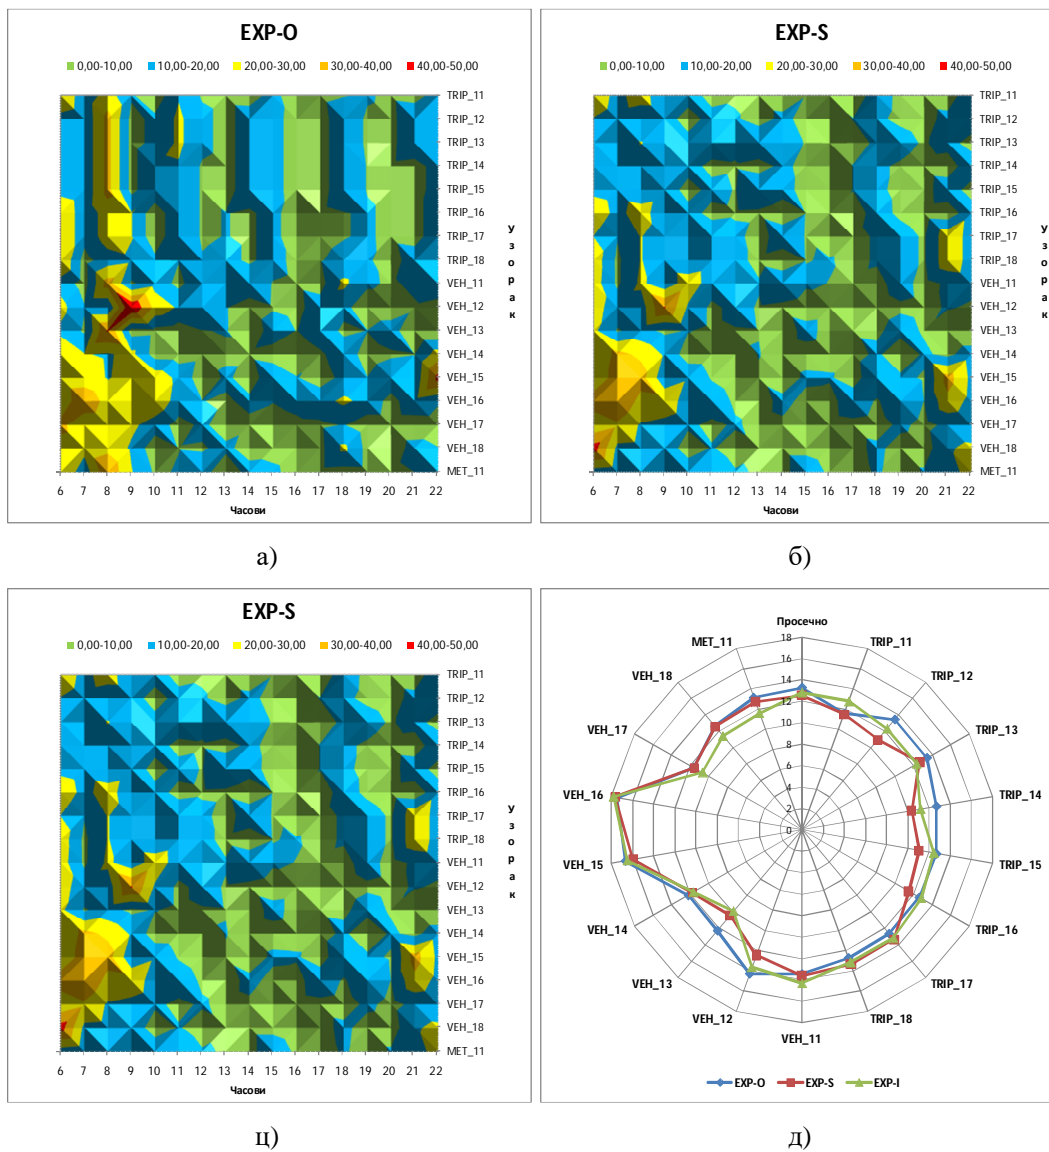 EXP-O
0,00-10,00 10,00-20,00 20,00-30,00 30,00-40,00 40,00-50,00
TRIP_11
TRIP_12
TRIP_13
TRIP_14
TRIP_15
TRIP_16
TRIP_17
TRIP_18
VEH_11
VEH_12
VEH_13
VEH_14
VEH_15
VEH_16
VEH_17
VEH_18
MET_11
Узорак
6 7 8 9 10 11 12 13 14 15 16 17 18 19 20 21 22
Часови
а)
EXP-S
0,00-10,00 10,00-20,00 20,00-30,00 30,00-40,00 40,00-50,00
TRIP_11
TRIP_12
TRIP_13
TRIP_14
TRIP_15
TRIP_16
TRIP_17
TRIP_18
VEH_11
VEH_12
VEH_13
VEH_14
VEH_15
VEH_16
VEH_17
VEH_18
MET_11
Узорак
6 7 8 9 10 11 12 13 14 15 16 17 18 19 20 21 22
Часови
б)
EXP-S
0,00-10,00 10,00-20,00 20,00-30,00 30,00-40,00 40,00-50,00
TRIP_11
TRIP_12
TRIP_13
TRIP_14
TRIP_15
TRIP_16
TRIP_17
TRIP_18
VEH_11
VEH_12
VEH_13
VEH_14
VEH_15
VEH_16
VEH_17
VEH_18
MET_11
Узорак
6 7 8 9 10 11 12 13 14 15 16 17 18 19 20 21 22
Часови
ц)
Просечно
TRIP_11
TRIP_12
TRIP_13
TRIP_14
TRIP_15
TRIP_16
TRIP_17
TRIP_18
VEH_11
VEH_12
VEH_13
VEH_14
VEH_15
VEH_16
VEH_17
VEH_18
MET_11
18
16
14
12
10
8
6
4
2
0
EXP-O EXP-S EXP-I
д)